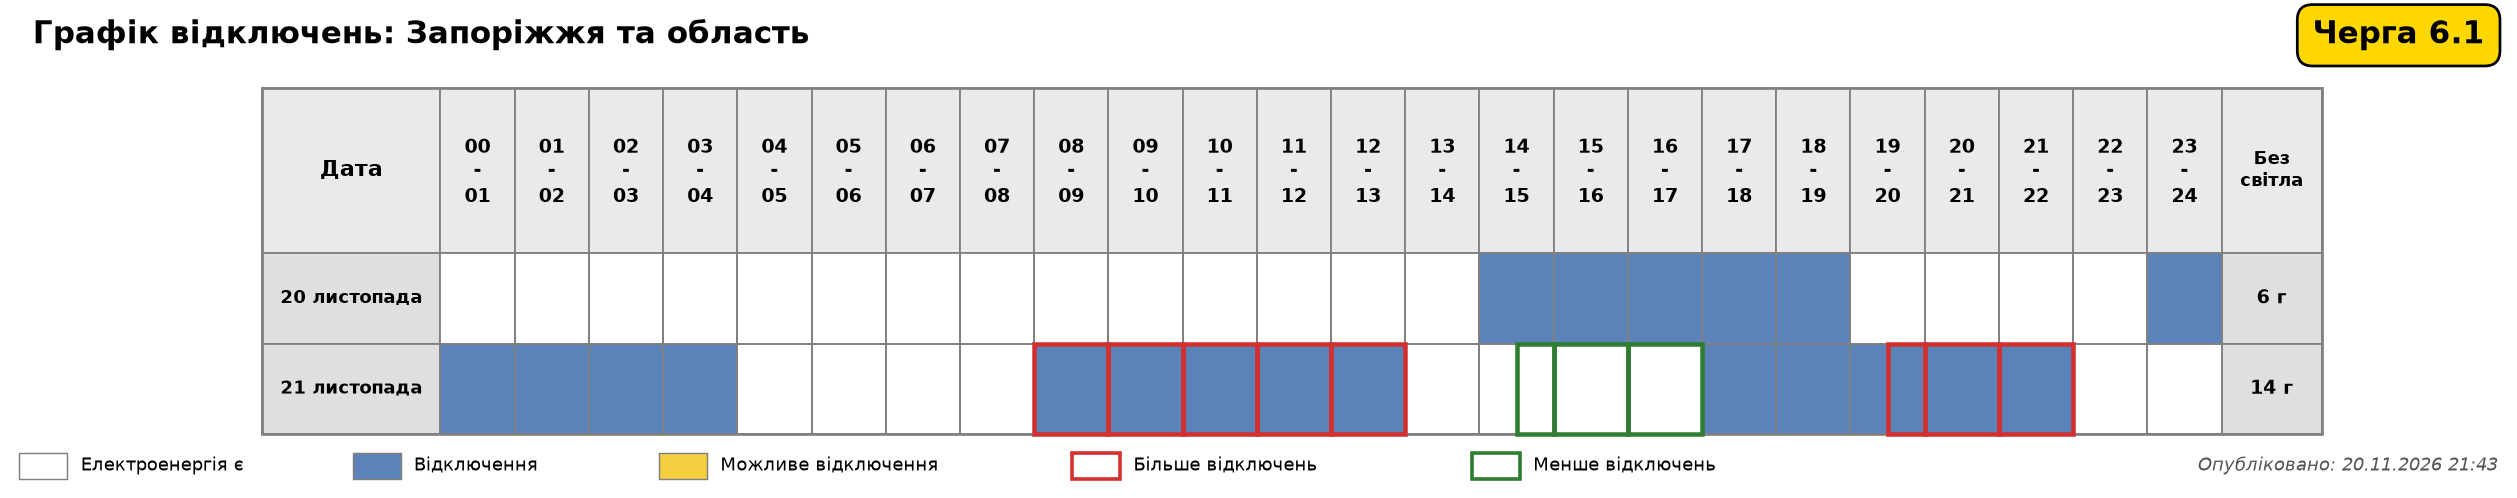 Графік відключень: Запоріжжя та область
Черга 6.1
Дата
00 - 01
01 - 02
02 - 03
03 - 04
04 - 05
05 - 06
06 - 07
07 - 08
08 - 09
09 - 10
10 - 11
11 - 12
12 - 13
13 - 14
14 - 15
15 - 16
16 - 17
17 - 18
18 - 19
19 - 20
20 - 21
21 - 22
22 - 23
23 - 24
Без
світла
20 листопада
6 г
21 листопада
14 г
Електроенергія є
Відключення
Можливе відключення
Більше відключень
Менше відключень
Опубліковано: 20.11.2026 21:43